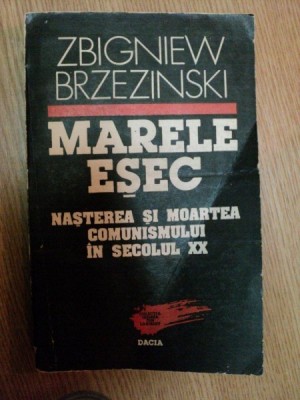 ZBIGNIEW
BRZEZINSKI
MARELE
EȘEC
NAȘTEREA ȘI MOARTEA
COMUNISMULUI
ÎN SECOLUL XX
DACIA